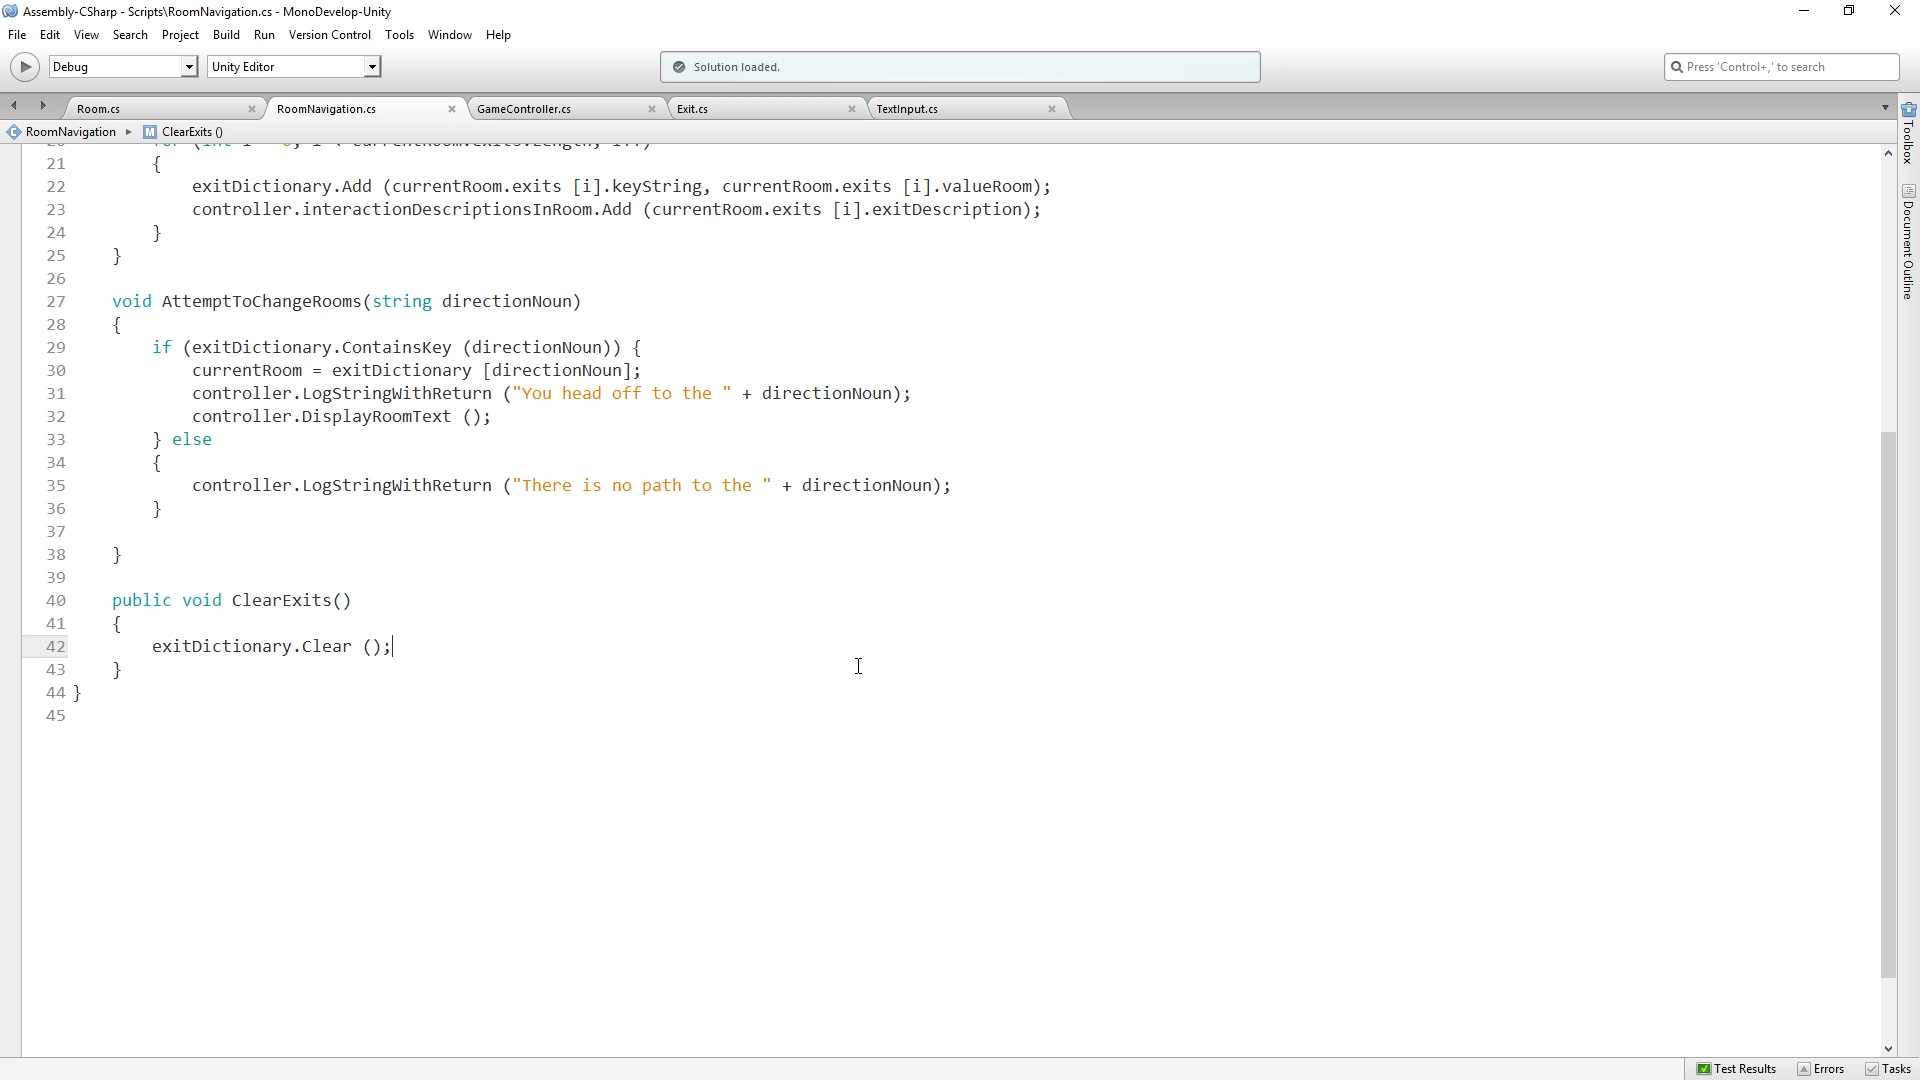 Assembly-CSharp - Scripts\RoomNavigation.cs - MonoDevelop-Unity
File Edit View Search Project Build Run Version Control Tools Window Help
Debug Unity Editor Solution loaded. Press 'Control+,' to search
Room.cs RoomNavigation.cs GameController.cs Exit.cs TextInput.cs
RoomNavigation ClearExits ()
Toolbox
Document Outline
21 {
22 exitDictionary.Add (currentRoom.exits [i].keyString, currentRoom.exits [i].valueRoom);
23 controller.interactionDescriptionsInRoom.Add (currentRoom.exits [i].exitDescription);
24 }
25 }
26
27 void AttemptToChangeRooms(string directionNoun)
28 {
29 if (exitDictionary.ContainsKey (directionNoun)) {
30 currentRoom = exitDictionary [directionNoun];
31 controller.LogStringWithReturn ("You head off to the " + directionNoun);
32 controller.DisplayRoomText ();
33 } else
34 {
35 controller.LogStringWithReturn ("There is no path to the " + directionNoun);
36 }
37
38 }
39
40 public void ClearExits()
41 {
42 exitDictionary.Clear ();
43 }
44 }
45
Test Results Errors Tasks